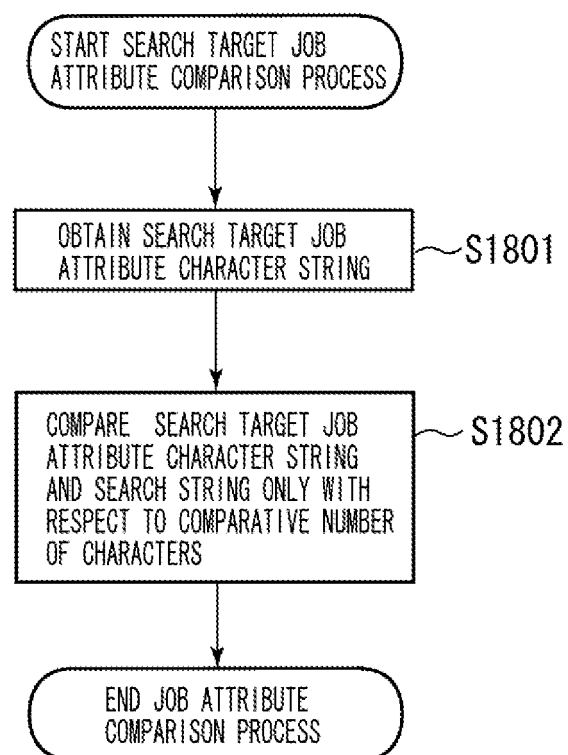 START SEARCH TARGET JOB
ATTRIBUTE COMPARISON PROCESS
OBTAIN SEARCH TARGET JOB
ATTRIBUTE CHARACTER STRING
S1801
COMPARE SEARCH TARGET JOB
ATTRIBUTE CHARACTER STRING
AND SEARCH STRING ONLY WITH
RESPECT TO COMPARATIVE NUMBER
OF CHARACTERS
S1802
END JOB ATTRIBUTE
COMPARISON PROCESS